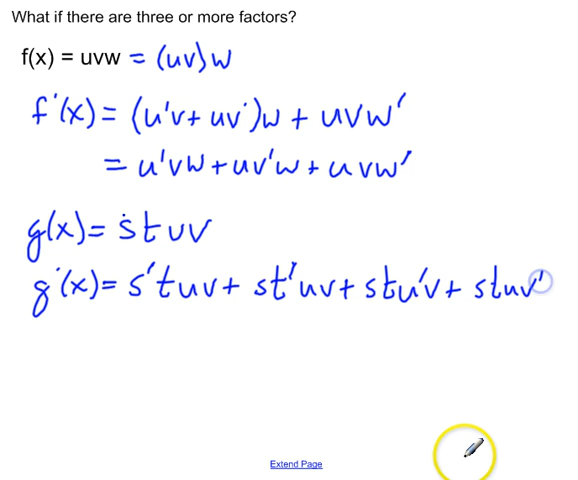 What if there are three or more factors?
f(x) = uvw = (uv)w
f'(x) = (u'v + uv')w + uvw'
= u'vw + uv'w + uvw'
g(x) = stuv
g'(x) = s'tuv + st'uv + stu'v + stuv'
Extend Page